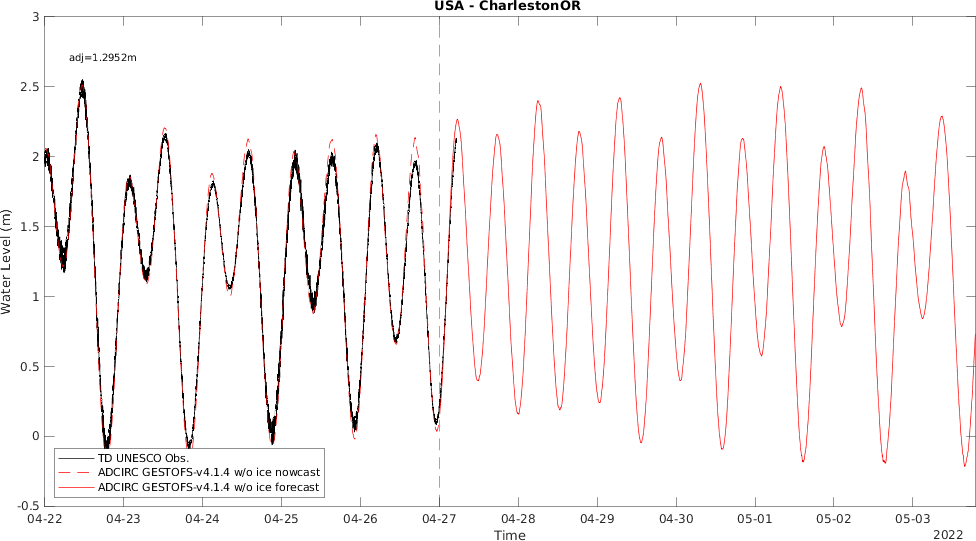 USA - CharlestonOR
adj=1.2952m
3
2.5
2
1.5
1
0.5
0
-0.5
Water Level (m)
TD UNESCO Obs.
ADCIRC GESTOFS-v4.1.4 w/o ice nowcast
ADCIRC GESTOFS-v4.1.4 w/o ice forecast
04-22 04-23 04-24 04-25 04-26 04-27 04-28 04-29 04-30 05-01 05-02 05-03
Time
2022